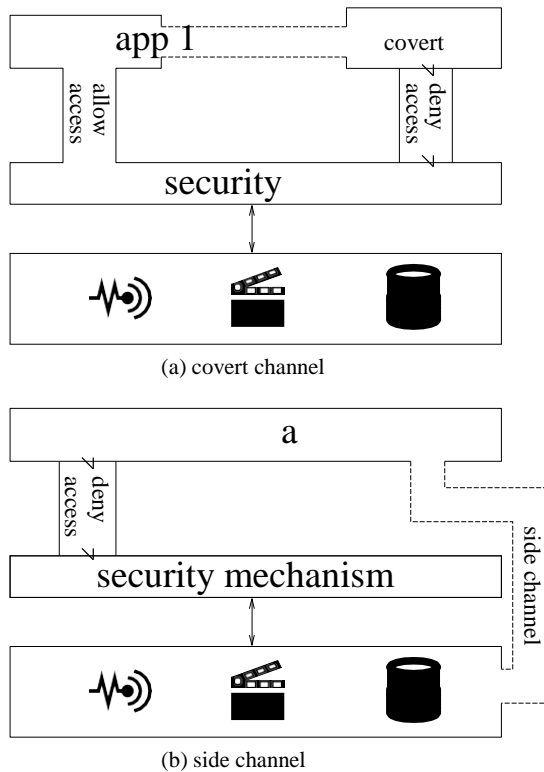 app 1
covert
allow
access
deny
access
security
(a) covert channel
a
deny
access
side channel
security mechanism
(b) side channel